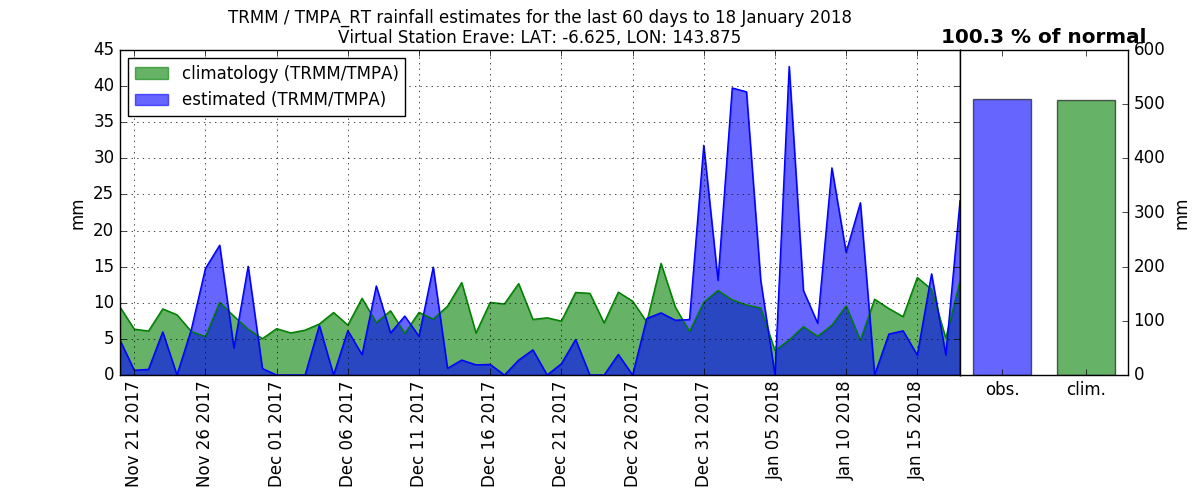 TRMM / TMPA_RT rainfall estimates for the last 60 days to 18 January 2018
Virtual Station Erave: LAT: -6.625, LON: 143.875
100.3 % of normal
climatology (TRMM/TMPA)
estimated (TRMM/TMPA)
45
40
35
30
25
20
15
10
5
0
mm
Nov 21 2017
Nov 26 2017
Dec 01 2017
Dec 06 2017
Dec 11 2017
Dec 16 2017
Dec 21 2017
Dec 26 2017
Dec 31 2017
Jan 05 2018
Jan 10 2018
Jan 15 2018
obs.
clim.
600
500
400
300
200
100
0
mm